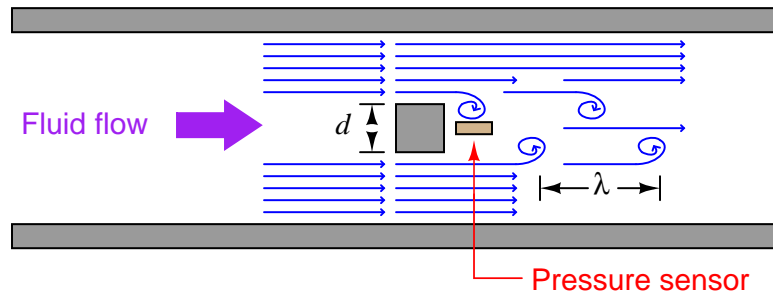 Fluid flow
d
λ
Pressure sensor